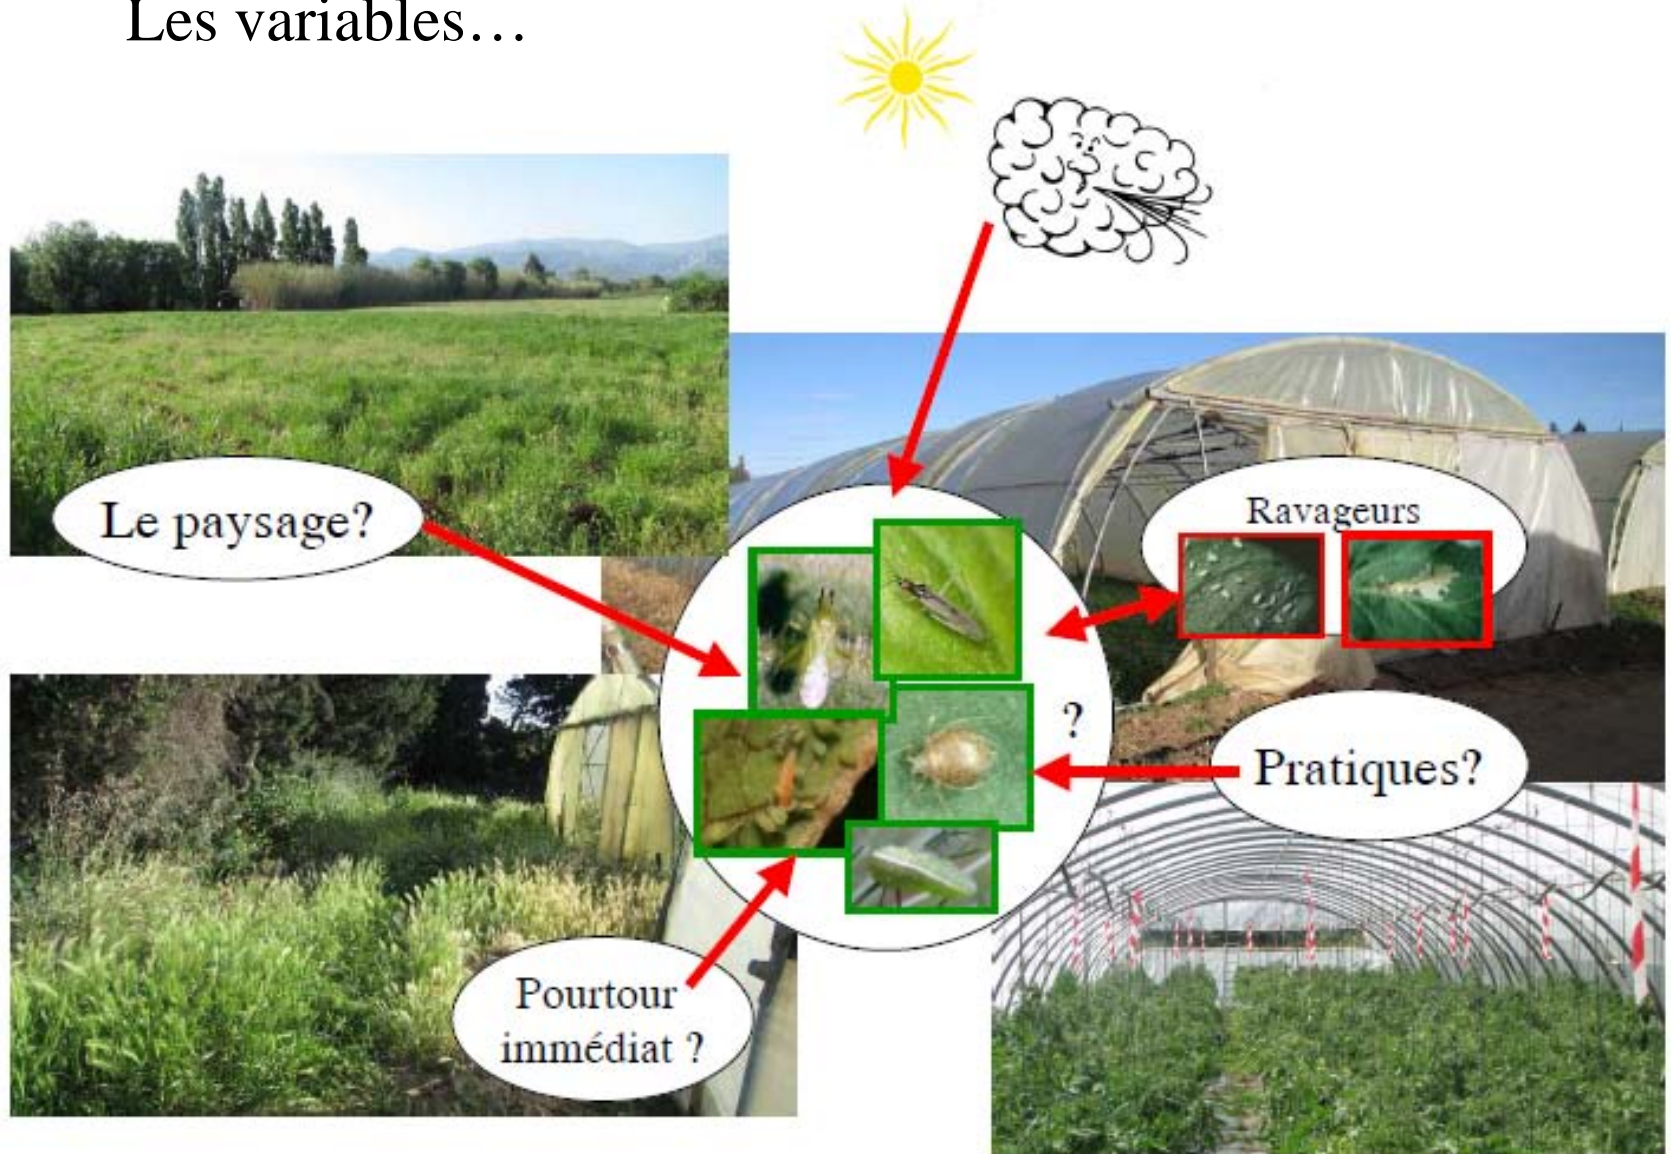 Les variables…
Le paysage?
Ravageurs
?
Pratiques?
Pourtour
immédiat ?